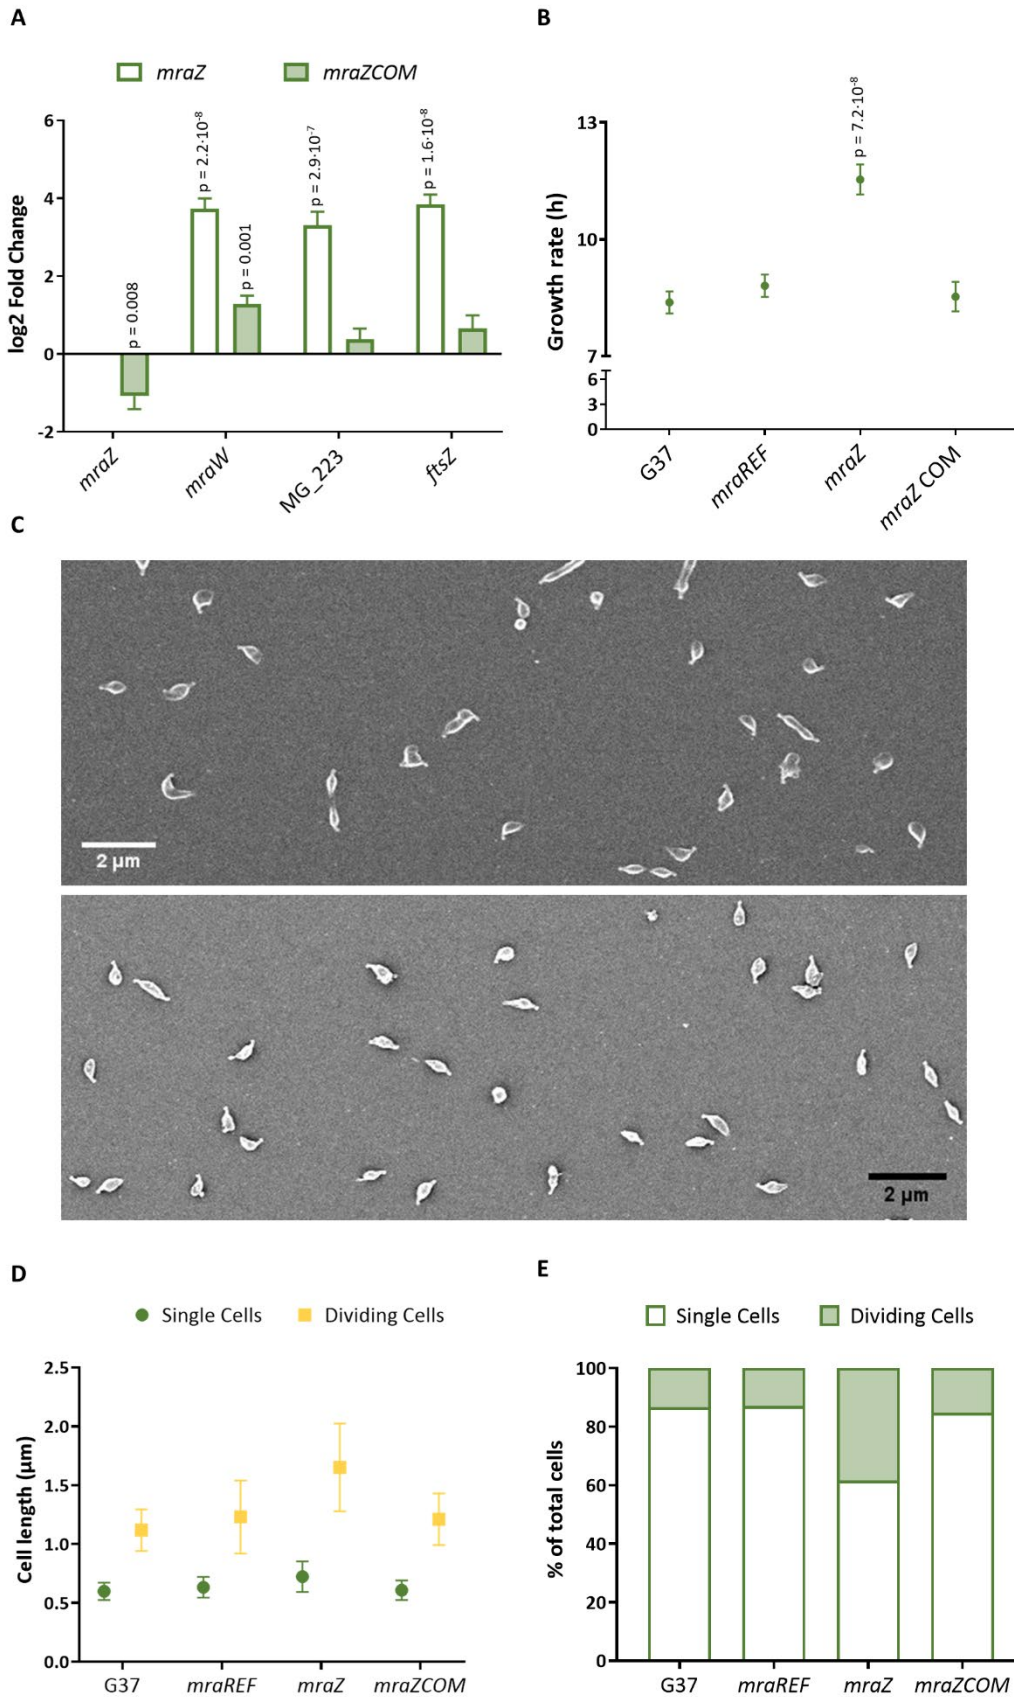 A
mraZ
mraZCOM
log2 Fold Change
6
4
2
0
-2
p = 0.008
p = 2.2·10⁻⁸
p = 0.001
p = 2.9·10⁻⁷
p = 1.6·10⁻⁸
mraZ
mraW
MG_223
ftsZ
B
Growth rate (h)
13
10
7
6
3
0
p = 7.2·10⁻⁸
G37
mraREF
mraZ
mraZ COM
C
2 µm
2 µm
D
Single Cells
Dividing Cells
Cell length (µm)
2.5
2.0
1.5
1.0
0.5
0.0
G37
mraREF
mraZ
mraZCOM
E
Single Cells
Dividing Cells
% of total cells
100
80
60
40
20
0
G37
mraREF
mraZ
mraZCOM